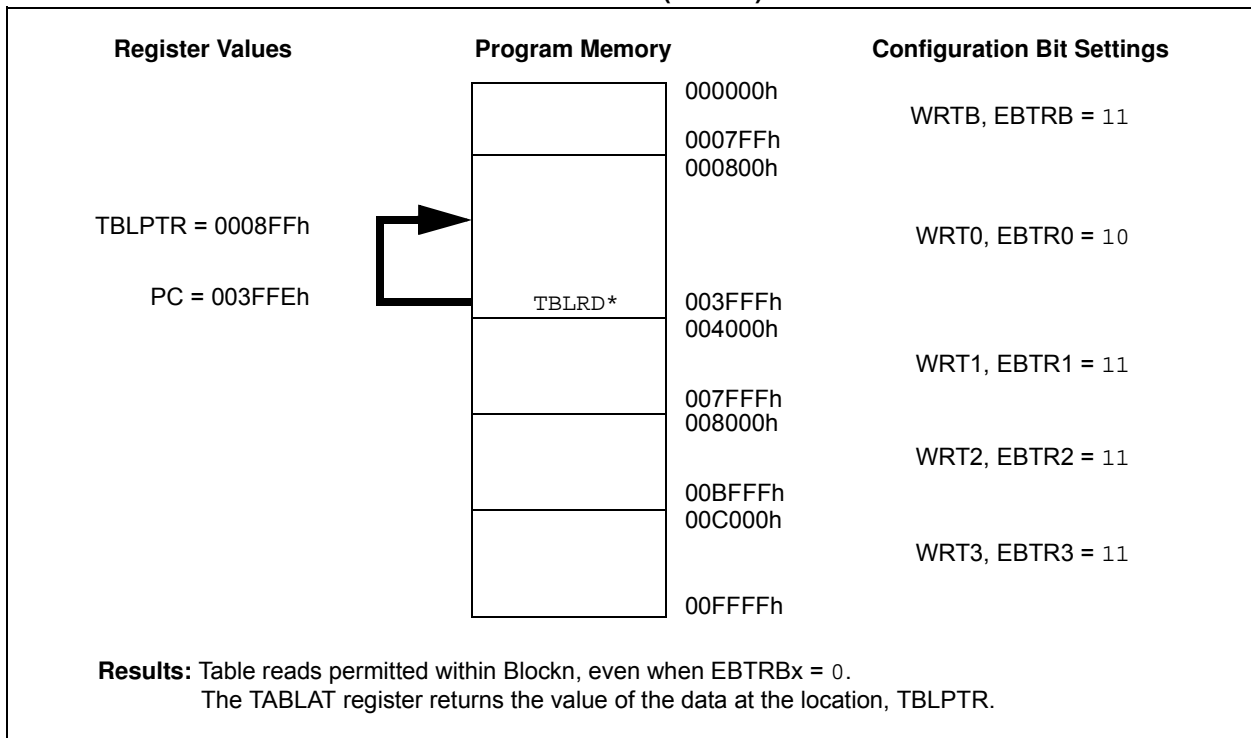 Register Values Program Memory Configuration Bit Settings
000000h
WRTB, EBTRB = 11
0007FFh
000800h
TBLPTR = 0008FFh
WRT0, EBTR0 = 10
PC = 003FFEh
TBLRD* 003FFFh
004000h
WRT1, EBTR1 = 11
007FFFh
008000h
WRT2, EBTR2 = 11
00BFFFh
00C000h
WRT3, EBTR3 = 11
00FFFFh
Results: Table reads permitted within Blockn, even when EBTRBx = 0.
The TABLAT register returns the value of the data at the location, TBLPTR.